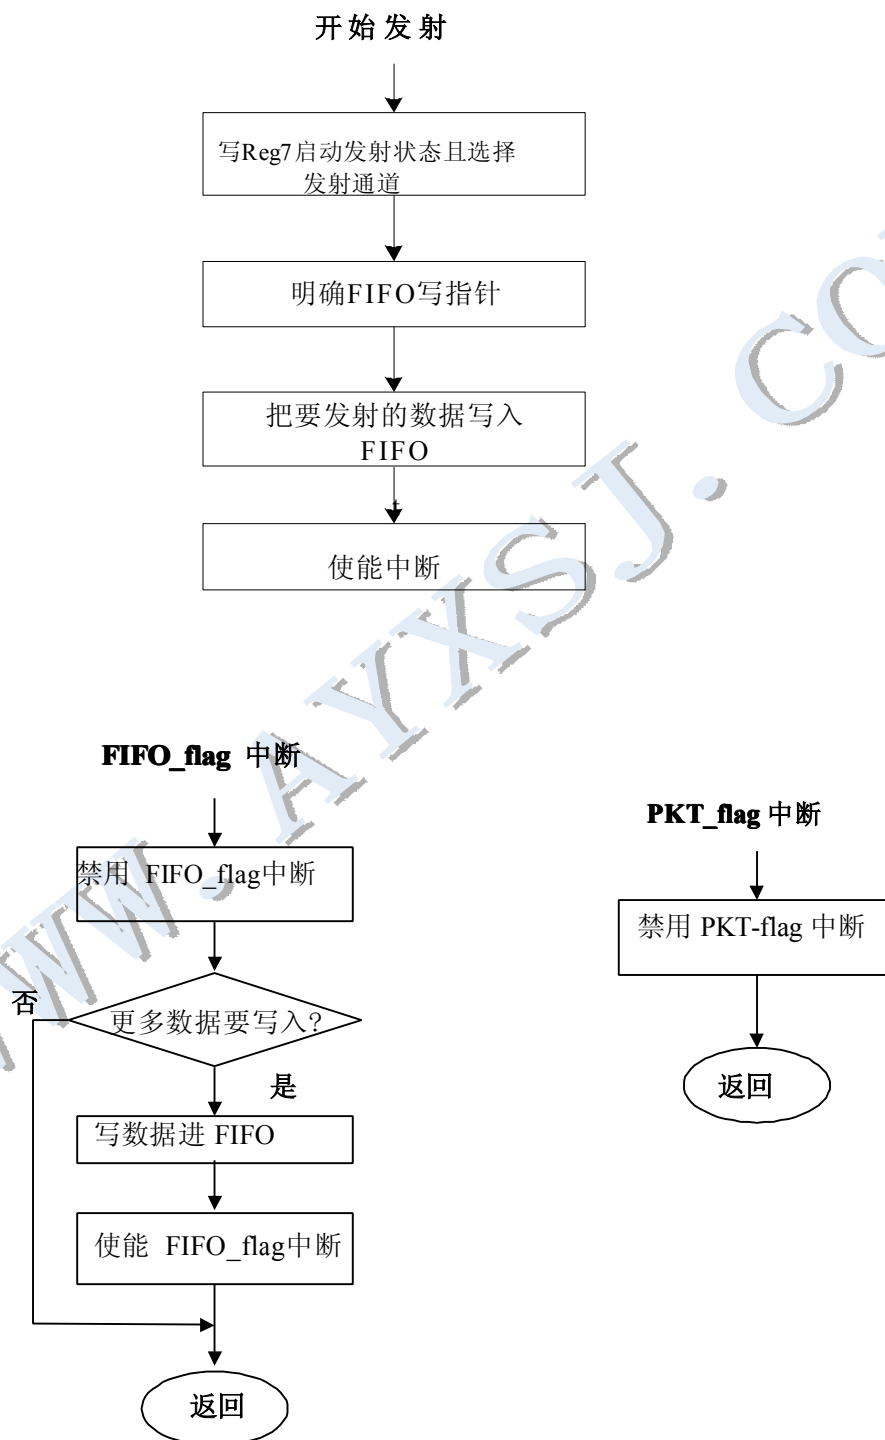 开始发射
写Reg7启动发射状态且选择
发射通道
明确FIFO写指针
把要发射的数据写入
FIFO
t
使能中断
FIFO_flag 中断
禁用 FIFO_flag中断
否
更多数据要写入?
是
写数据进 FIFO
使能 FIFO_flag中断
返回
PKT_flag 中断
禁用 PKT-flag 中断
返回
WWW.AYXSJ.CO